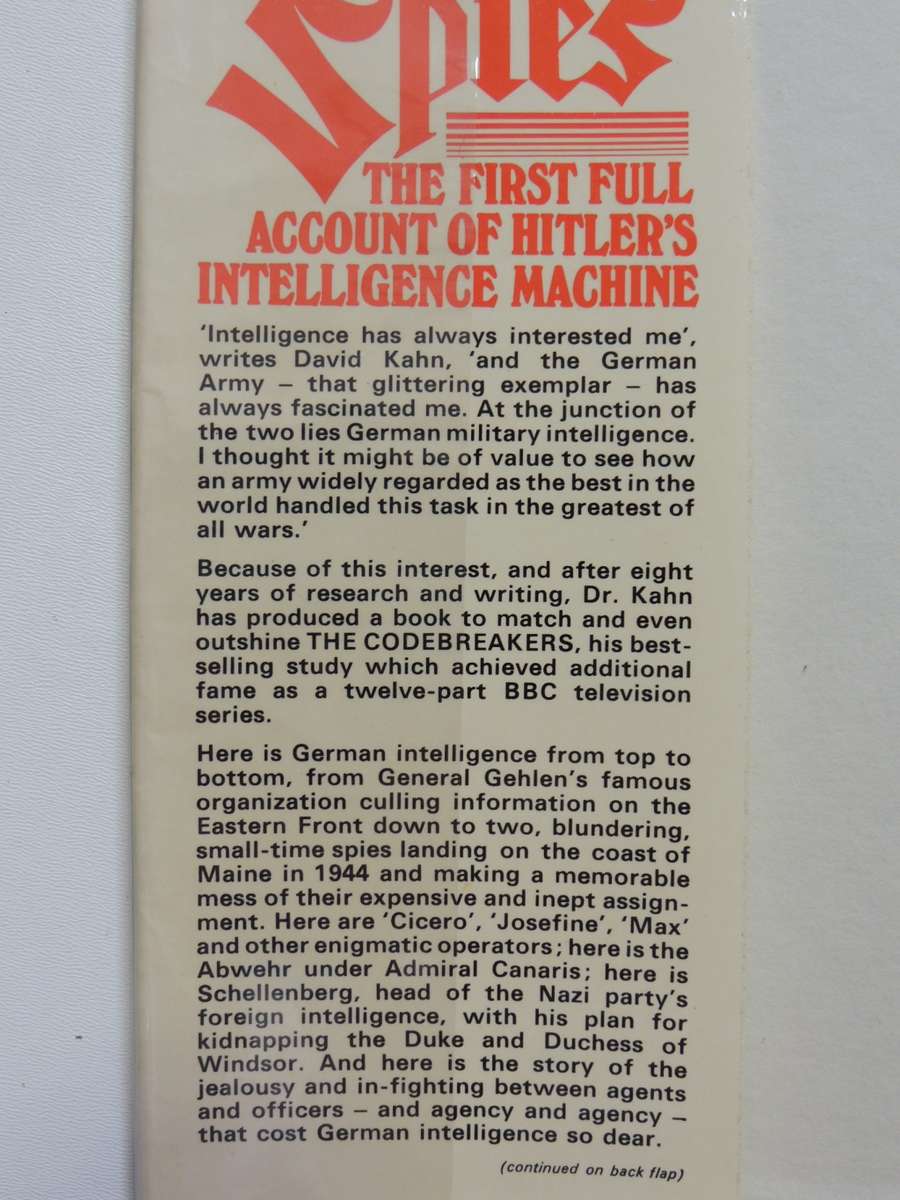 Spies
THE FIRST FULL
ACCOUNT OF HITLER'S
INTELLIGENCE MACHINE
‘Intelligence has always interested me’,
writes David Kahn, ‘and the German
Army – that glittering exemplar – has
always fascinated me. At the junction of
the two lies German military intelligence.
I thought it might be of value to see how
an army widely regarded as the best in the
world handled this task in the greatest of
all wars.’
Because of this interest, and after eight
years of research and writing, Dr. Kahn
has produced a book to match and even
outshine THE CODEBREAKERS, his best-
selling study which achieved additional
fame as a twelve-part BBC television
series.
Here is German intelligence from top to
bottom, from General Gehlen's famous
organization culling information on the
Eastern Front down to two, blundering,
small-time spies landing on the coast of
Maine in 1944 and making a memorable
mess of their expensive and inept assign-
ment. Here are ‘Cicero’, ‘Josefine’, ‘Max’
and other enigmatic operators; here is the
Abwehr under Admiral Canaris; here is
Schellenberg, head of the Nazi party's
foreign intelligence, with his plan for
kidnapping the Duke and Duchess of
Windsor. And here is the story of the
jealousy and in-fighting between agents
and officers – and agency and agency –
that cost German intelligence so dear.
(continued on back flap)